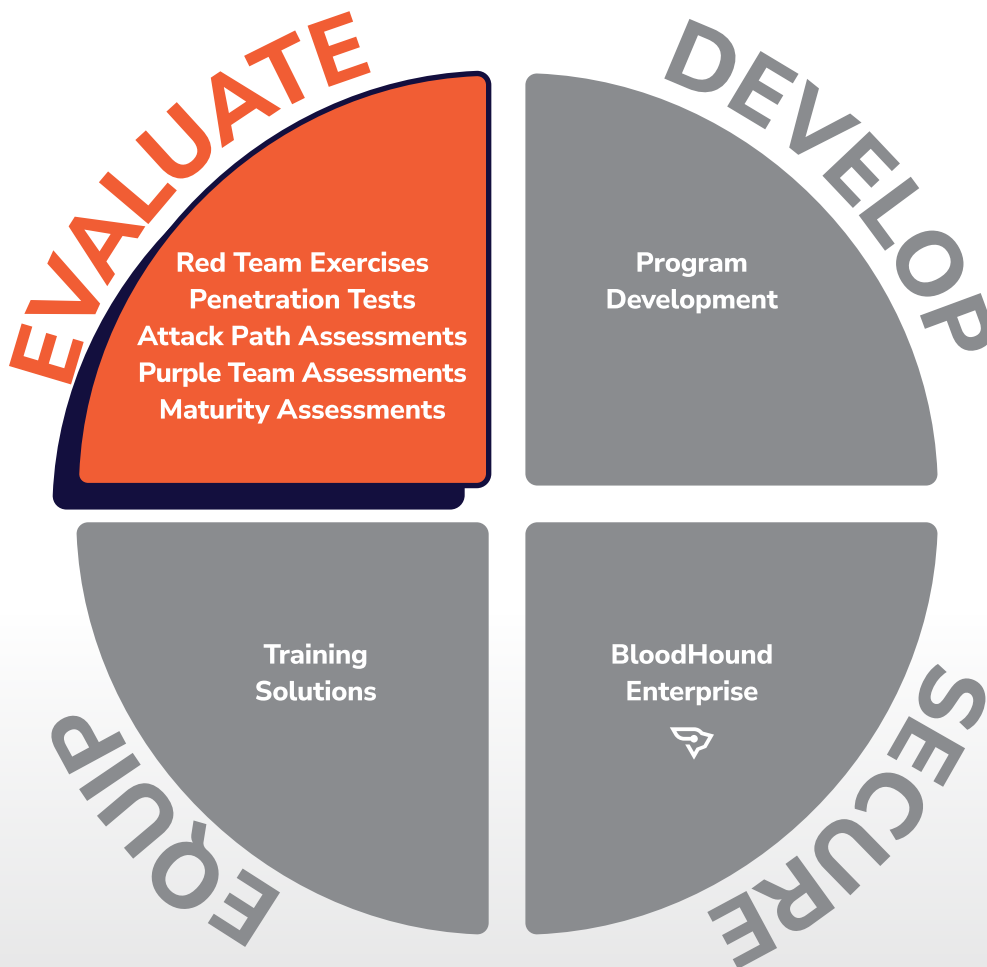 EVALUATE
Red Team Exercises
Penetration Tests
Attack Path Assessments
Purple Team Assessments
Maturity Assessments
DEVELOP
Program
Development
EQUIP
Training
Solutions
SECURE
BloodHound
Enterprise